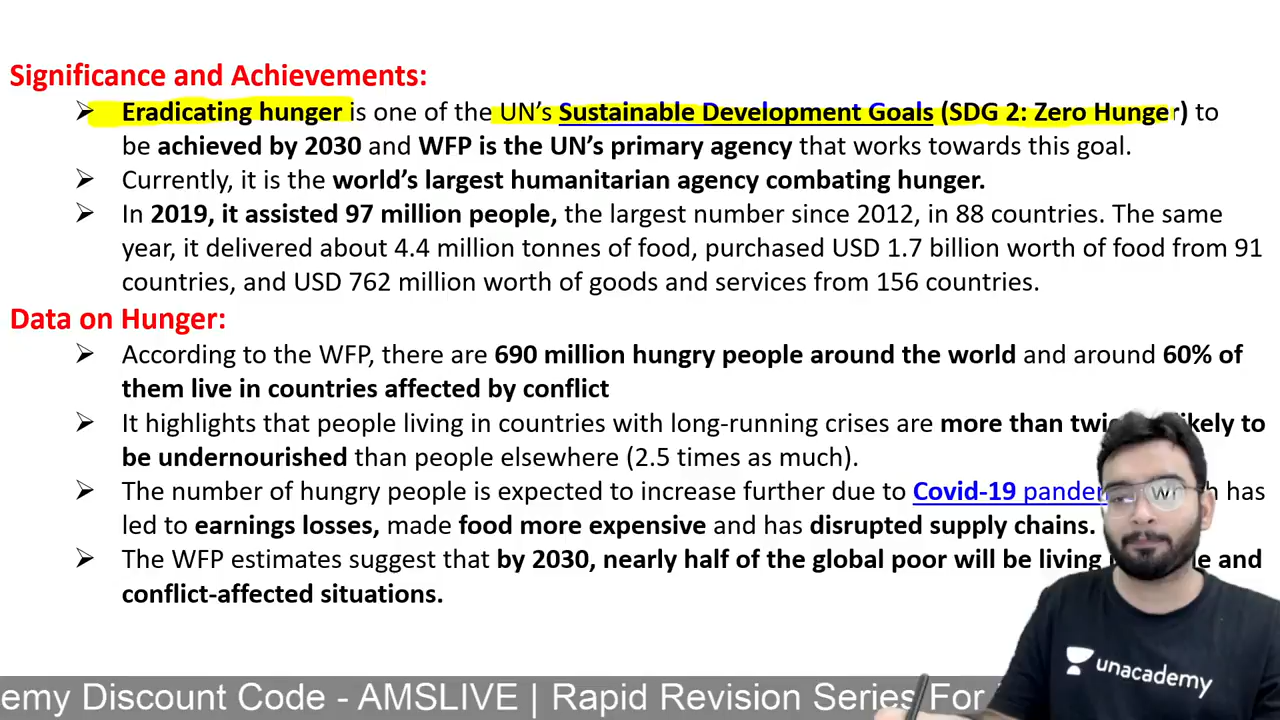 Significance and Achievements:
➢ Eradicating hunger is one of the UN’s Sustainable Development Goals (SDG 2: Zero Hunger) to
be achieved by 2030 and WFP is the UN’s primary agency that works towards this goal.
➢ Currently, it is the world’s largest humanitarian agency combating hunger.
➢ In 2019, it assisted 97 million people, the largest number since 2012, in 88 countries. The same
year, it delivered about 4.4 million tonnes of food, purchased USD 1.7 billion worth of food from 91
countries, and USD 762 million worth of goods and services from 156 countries.
Data on Hunger:
➢ According to the WFP, there are 690 million hungry people around the world and around 60% of
them live in countries affected by conflict
➢ It highlights that people living in countries with long-running crises are more than likely to
be undernourished than people elsewhere (2.5 times as much).
➢ The number of hungry people is expected to increase further due to Covid-19 has
led to earnings losses, made food more expensive and has disrupted supply chains.
➢ The WFP estimates suggest that by 2030, nearly half of the global poor will be living and
conflict-affected situations.
unacademy
emy Discount Code - AMSLIVE | Rapid Revision Series For